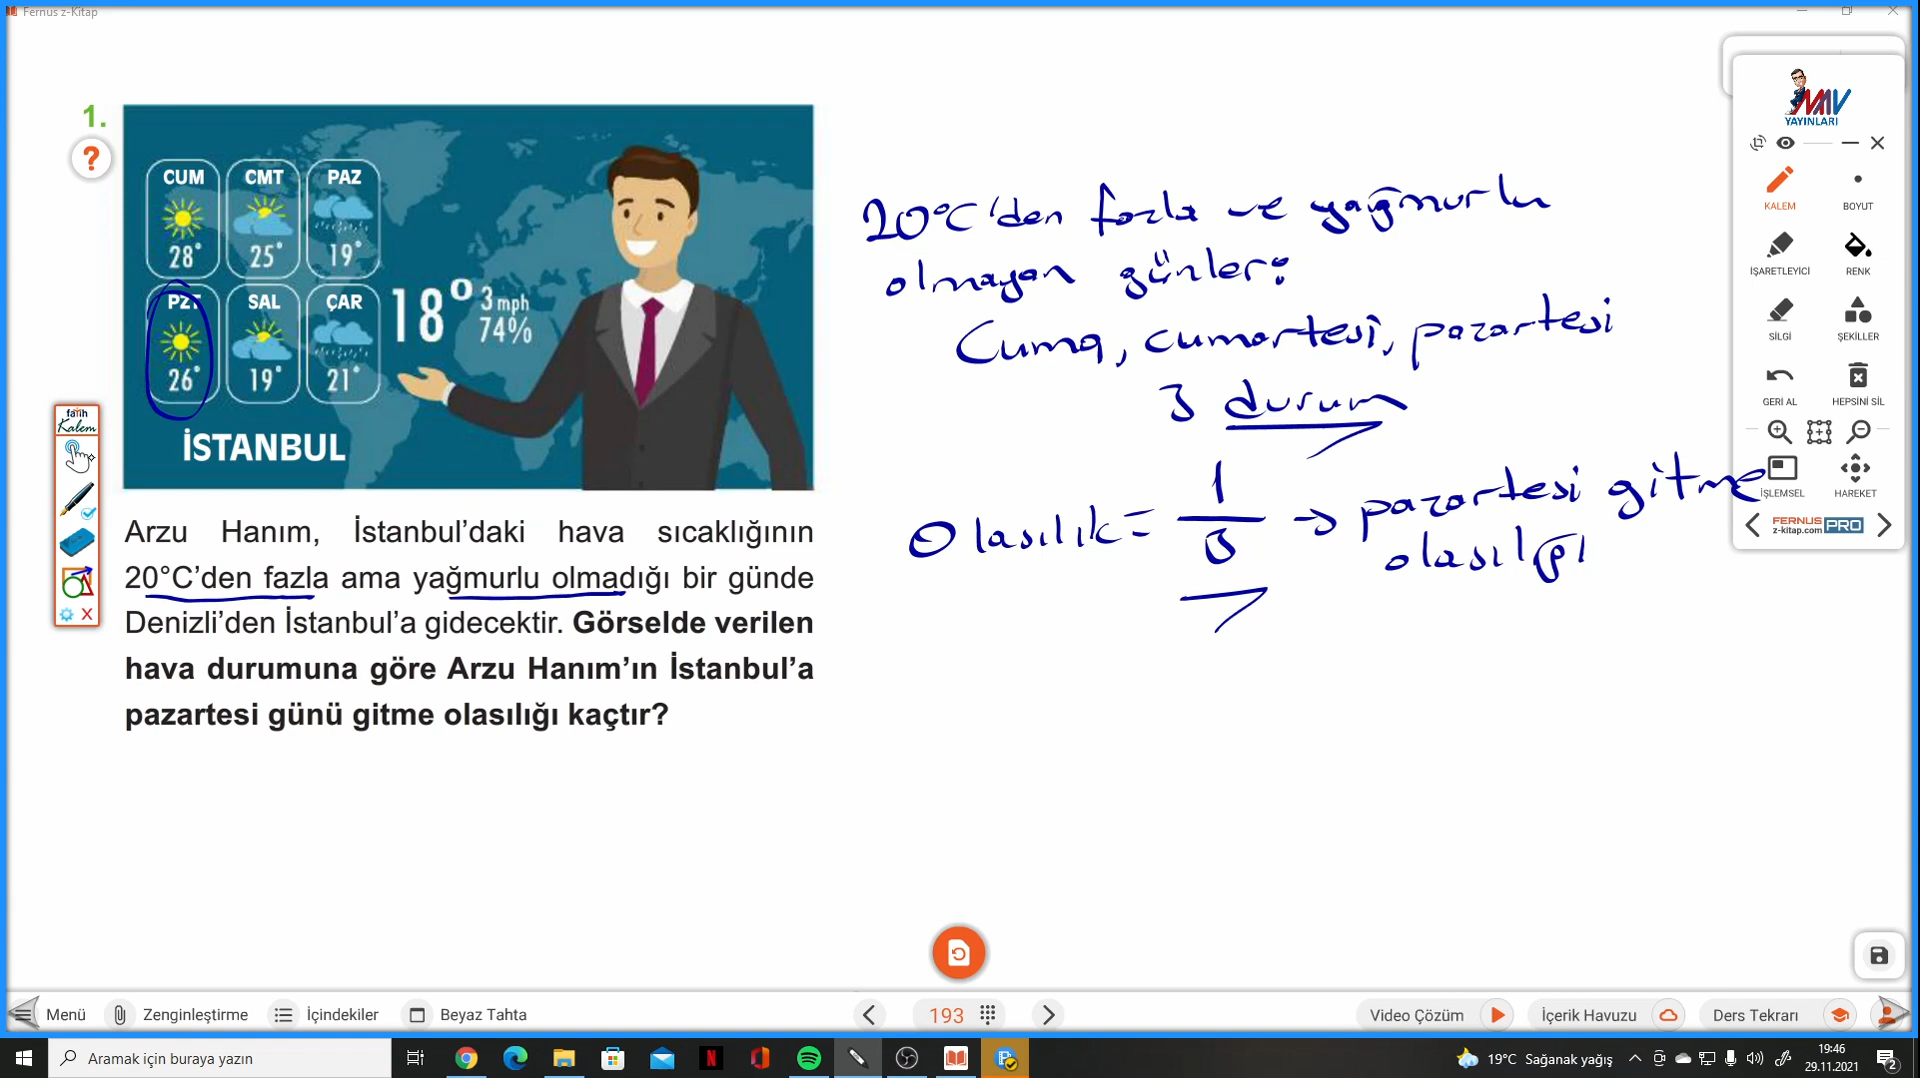 Fernus z-Kitap
1.
?
CUM
CMT
PAZ
28°
25°
19°
PZT
SAL
ÇAR
26°
19°
21°
18°
3 mph
74%
İSTANBUL
Arzu Hanım, İstanbul'daki hava sıcaklığının
20°C'den fazla ama yağmurlu olmadığı bir günde
Denizli'den İstanbul'a gidecektir. Görselde verilen
hava durumuna göre Arzu Hanım'ın İstanbul'a
pazartesi günü gitme olasılığı kaçtır?
20°C'den fazla ve yağmurlu
olmayan günler:
Cuma, cumartesi, pazartesi
3 durum
Olasılık = 1/3 → pazartesi gitme
olasılığı
fatih
Kalem
X
MAV
YAYINLARI
KALEM
BOYUT
İŞARETLEYİCİ
RENK
SİLGİ
ŞEKİLLER
GERİ AL
HEPSİNİ SİL
İŞLEMSEL
HAREKET
FERNUS
z-kitap.com
PRO
Menü
Zenginleştirme
İçindekiler
Beyaz Tahta
193
Video Çözüm
İçerik Havuzu
Ders Tekrarı
Aramak için buraya yazın
19°C Sağanak yağış
19:46
29.11.2021
2